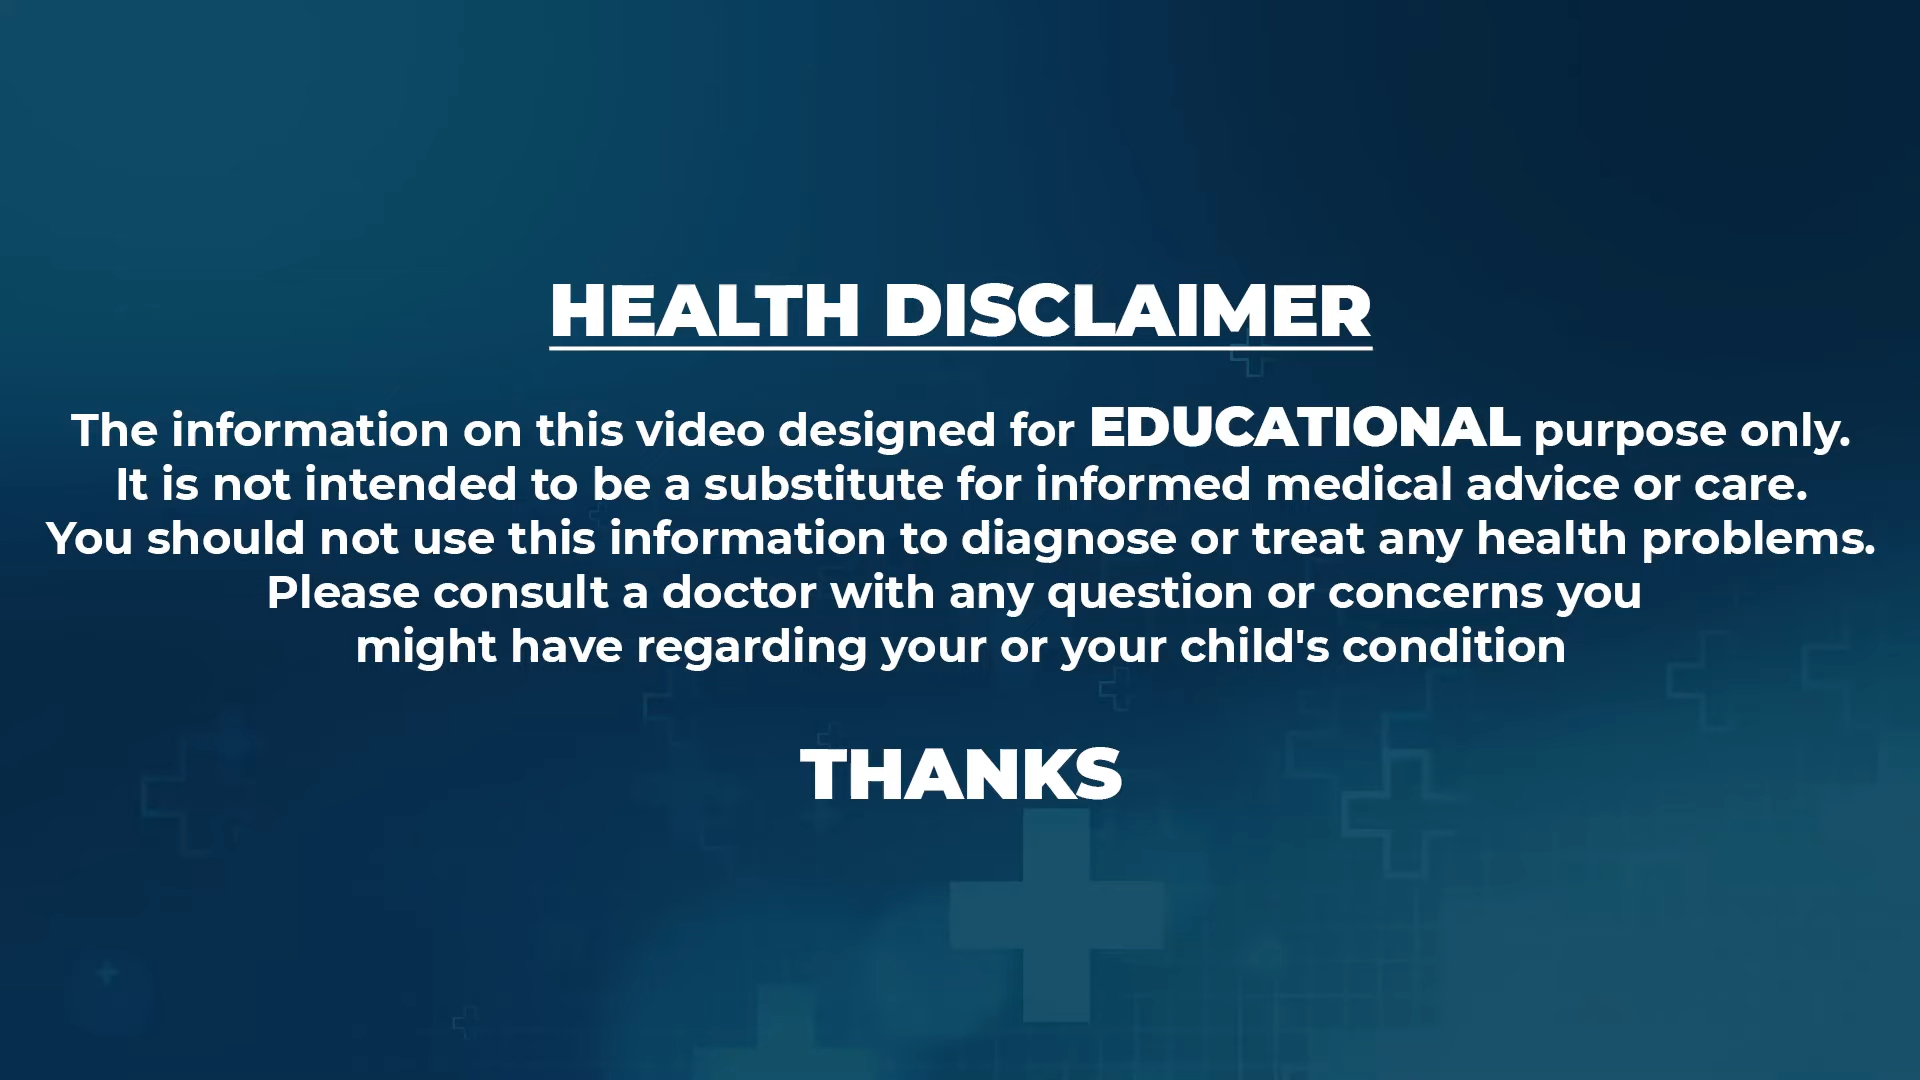 HEALTH DISCLAIMER
The information on this video designed for EDUCATIONAL purpose only.
It is not intended to be a substitute for informed medical advice or care.
You should not use this information to diagnose or treat any health problems.
Please consult a doctor with any question or concerns you
might have regarding your or your child's condition
THANKS